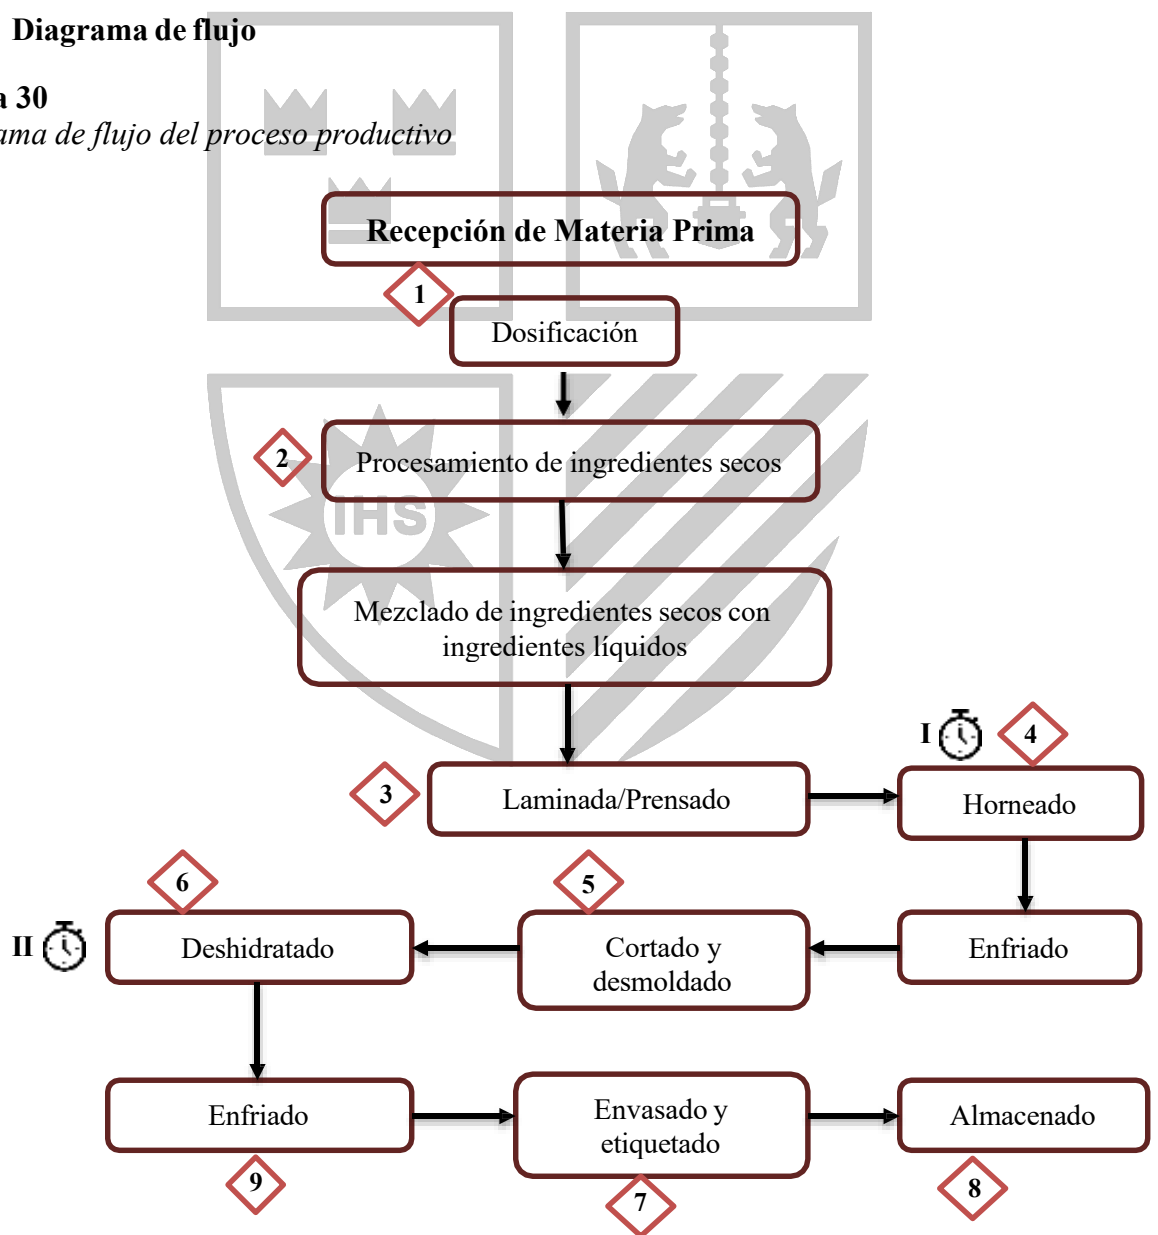 Diagrama de flujo
a 30
ama de flujo del proceso productivo
Recepción de Materia Prima
1
Dosificación
2
Procesamiento de ingredientes secos
IHS
Mezclado de ingredientes secos con
ingredientes líquidos
I
4
3
Laminada/Prensado
Horneado
6
5
II
Deshidratado
Cortado y
desmoldado
Enfriado
Enfriado
Envasado y
etiquetado
Almacenado
9
7
8